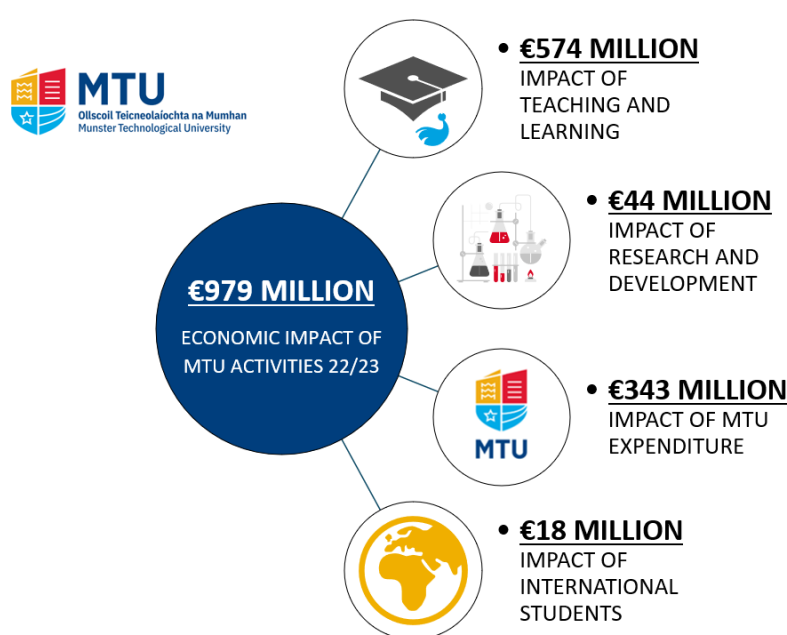 MTU
Ollscoil Teicneolaíochta na Mumhan
Munster Technological University
€979 MILLION
ECONOMIC IMPACT OF
MTU ACTIVITIES 22/23
• €574 MILLION
IMPACT OF
TEACHING AND
LEARNING
• €44 MILLION
IMPACT OF
RESEARCH AND
DEVELOPMENT
MTU
• €343 MILLION
IMPACT OF MTU
EXPENDITURE
• €18 MILLION
IMPACT OF
INTERNATIONAL
STUDENTS